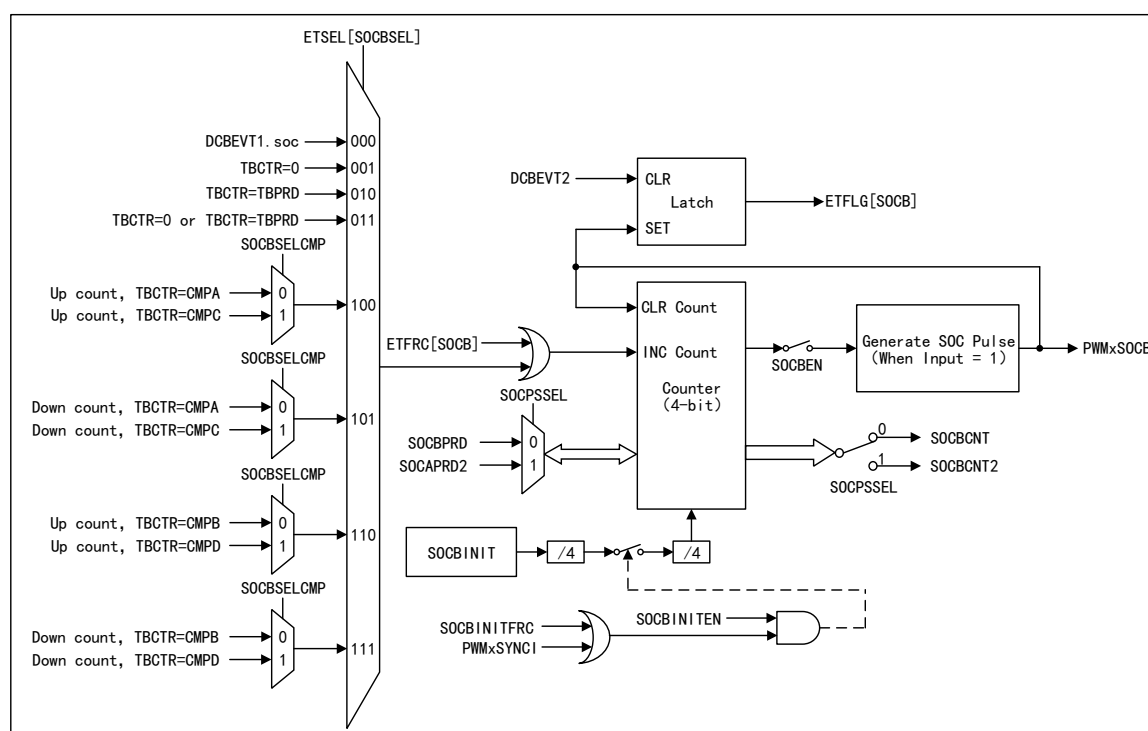 ETSEL[SOCBSEL]
DCBEVT1.soc
000
TBCTR=0
001
TBCTR=TBPRD
010
TBCTR=0 or TBCTR=TBPRD
011
SOCBSELCMP
Up count, TBCTR=CMPA
0
Up count, TBCTR=CMPC
1
100
SOCBSELCMP
Down count, TBCTR=CMPA
0
Down count, TBCTR=CMPC
1
101
SOCBSELCMP
Up count, TBCTR=CMPB
0
Up count, TBCTR=CMPD
1
110
SOCBSELCMP
Down count, TBCTR=CMPB
0
Down count, TBCTR=CMPD
1
111
DCBEVT2
CLR
Latch
SET
ETFLG[SOCB]
ETFRC[SOCB]
CLR Count
INC Count
Counter
(4-bit)
SOCBEN
Generate SOC Pulse
(When Input = 1)
PWMxSOCB
SOCPSSEL
SOCBPRD
0
SOCAPRD2
1
0
SOCBCNT
1
SOCBCNT2
SOCPSSEL
SOCBINIT
/4
/4
SOCBINITEN
SOCBINITFRC
PWMxSYNCI